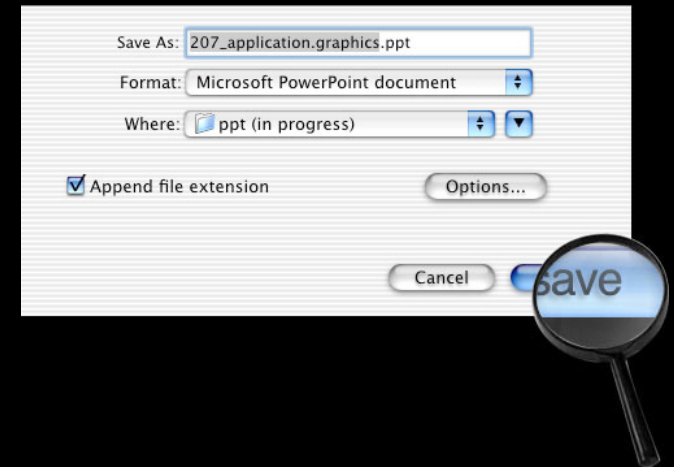 Save As: 207_application.graphics.ppt
Format: Microsoft PowerPoint document
Where: ppt (in progress)
Append file extension Options...
Cancel save